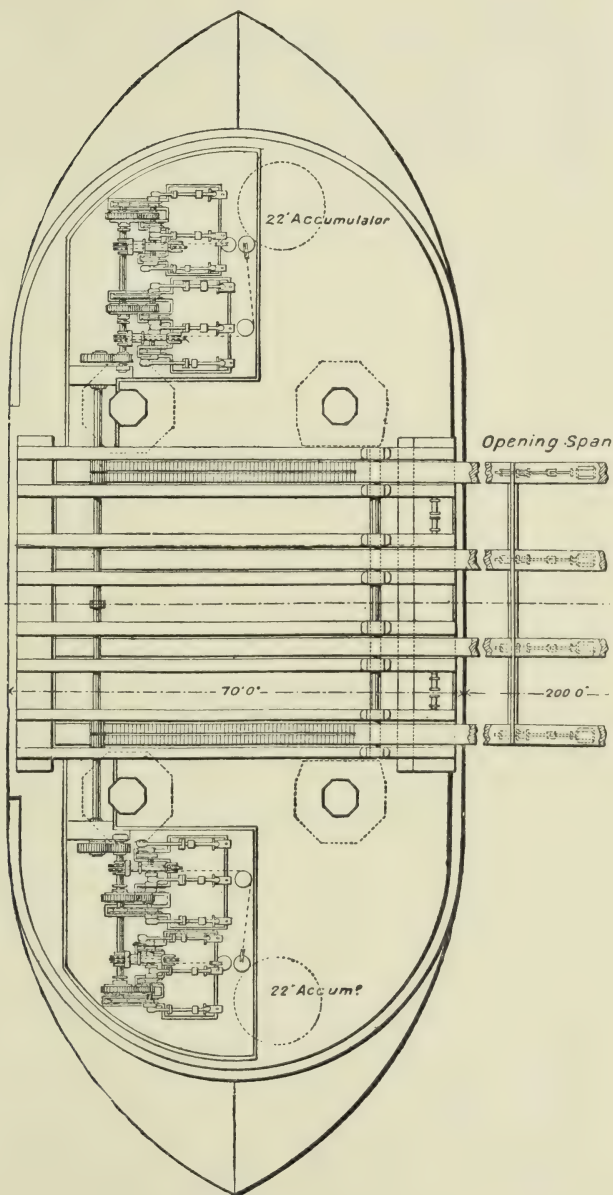 22" Accumulator
Opening Span
70'0"
200 0"
22" Accumr.